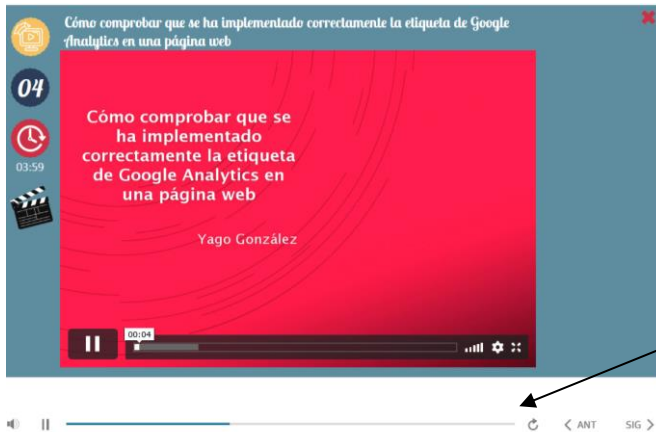 Cómo comprobar que se ha implementado correctamente la etiqueta de Google
Analytics en una página web
04
03:59
Cómo comprobar que se
ha implementado
correctamente la etiqueta
de Google Analytics en
una página web
Yago González
00:04
ANT
SIG